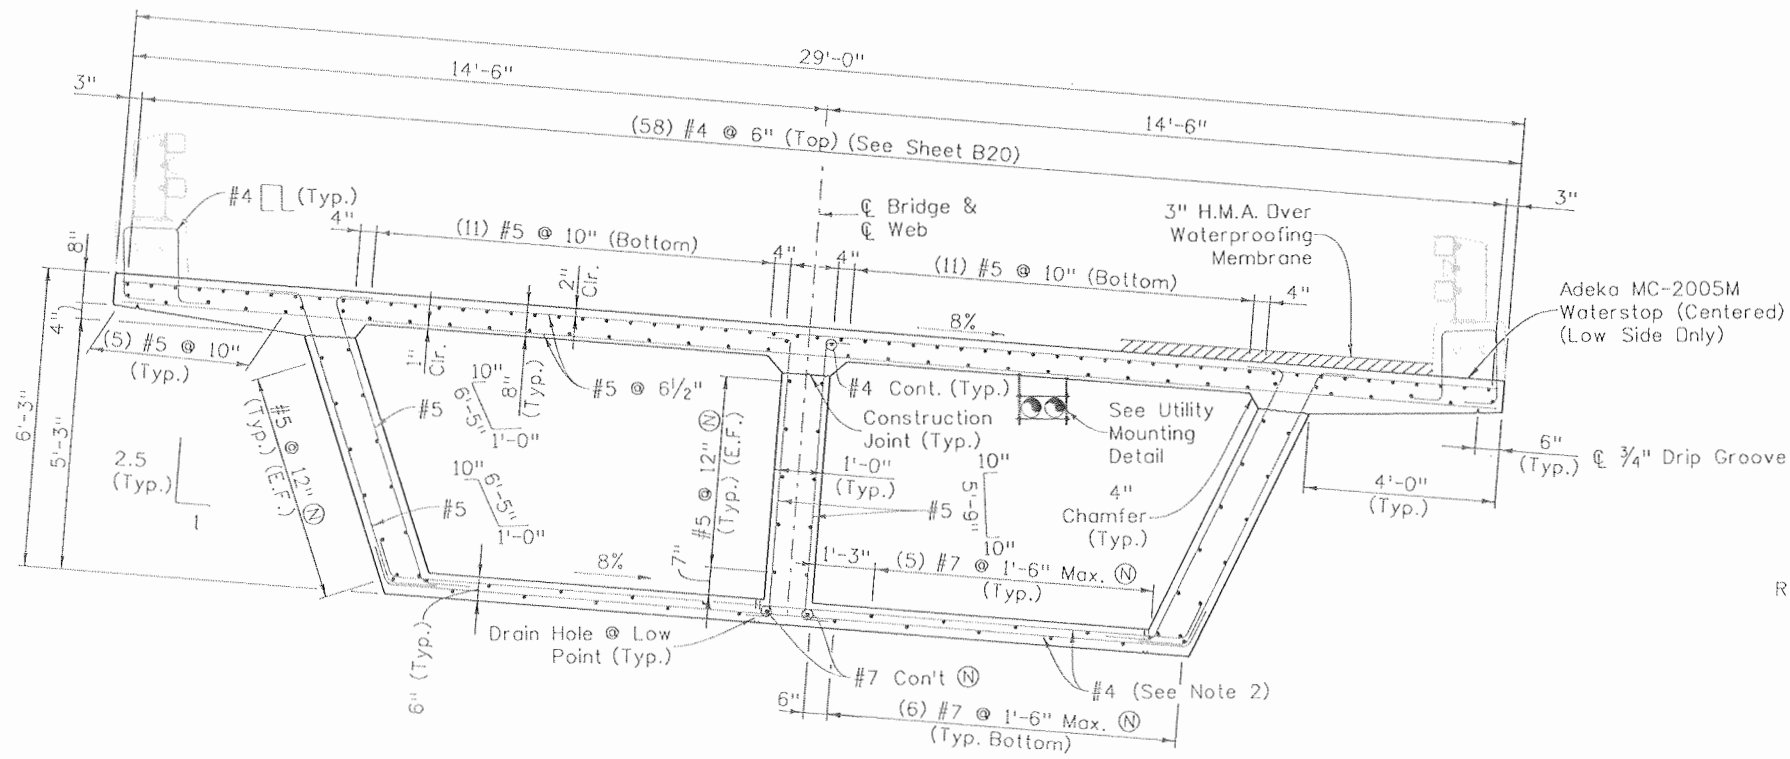 29'-0"
14'-6"
14'-6"
3"
(58) #4 @ 6" (Top) (See Sheet B20)
3"
#4 (Typ.)
4"
(11) #5 @ 10" (Bottom)
4"
4"
℄ Bridge &
℄ Web
(11) #5 @ 10" (Bottom)
4"
3" H.M.A. Over
Waterproofing
Membrane
Adeka MC-2005M
Waterstop (Centered)
(Low Side Only)
8"
4"
6'-3"
5'-3"
(5) #5 @ 10"
(Typ.)
2"
Clr.
1"
Clr.
8"
(Typ.)
#5 @ 6½"
8%
#4 Cont. (Typ.)
Construction
Joint (Typ.)
See Utility
Mounting
Detail
6"
(Typ.)
℄ ¾" Drip Groove
4'-0"
(Typ.)
4"
Chamfer
(Typ.)
2.5
(Typ.)
1
#5 @ 12" Ⓝ
(Typ.) (E.F.)
#5
10"
6'-5"
1'-0"
#5
10"
6'-5"
1'-0"
#5 @ 12" Ⓝ
(Typ.) (E.F.)
7"
1'-0"
(Typ.)
#5
10"
5'-9"
10"
8%
1'-3"
(5) #7 @ 1'-6" Max. Ⓝ
(Typ.)
6" (Typ.)
Drain Hole @ Low
Point (Typ.)
#7 Con't Ⓝ
#4 (See Note 2)
6"
(6) #7 @ 1'-6" Max. Ⓝ
(Typ. Bottom)
R